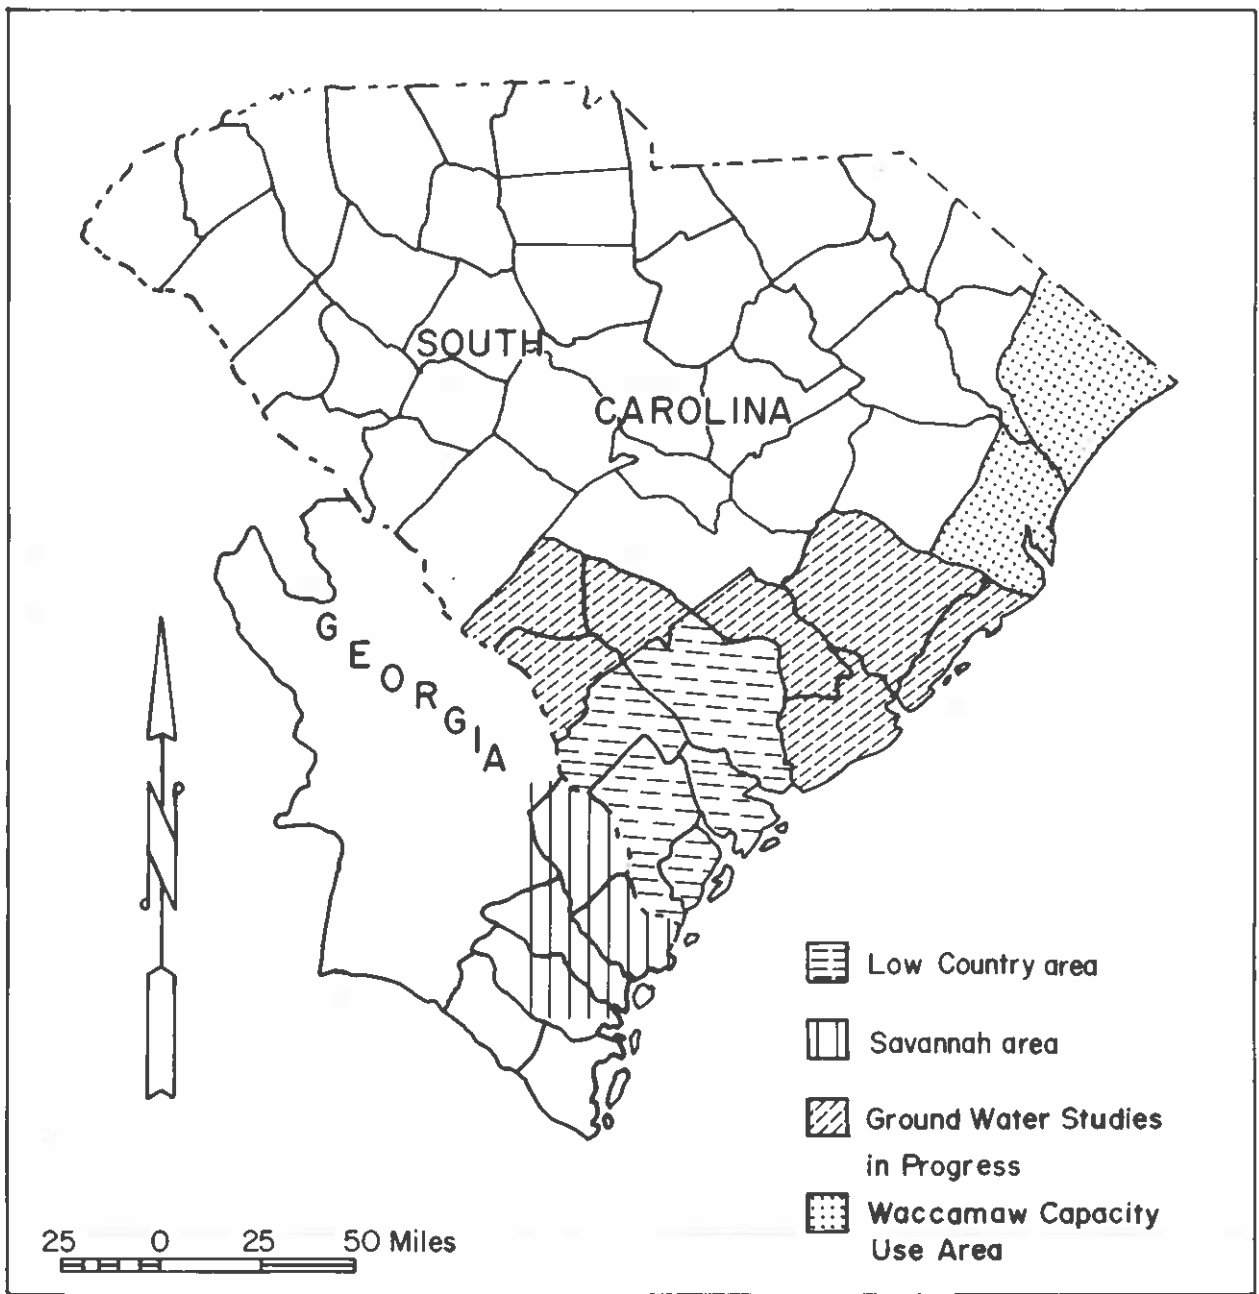 SOUTH
CAROLINA
GEORGIA
Low Country area
Savannah area
Ground Water Studies
in Progress
Waccamaw Capacity
Use Area
25 0 25 50 Miles